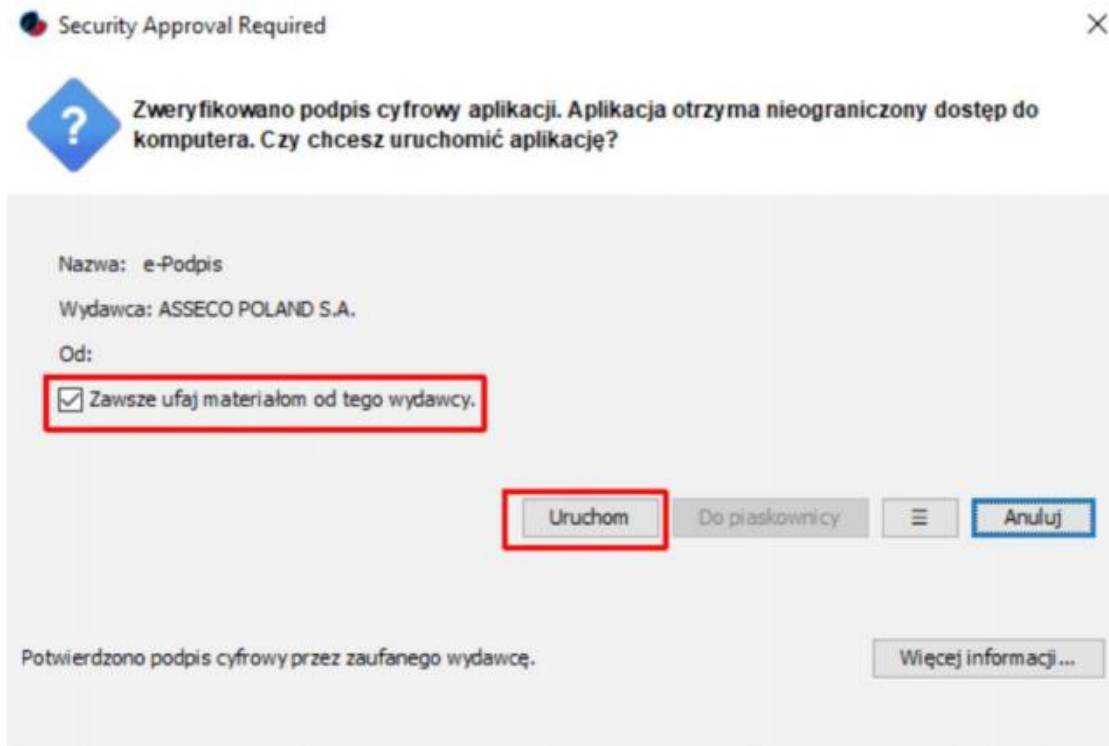 Security Approval Required
Zweryfikowano podpis cyfrowy aplikacji. Aplikacja otrzyma nieograniczony dostęp do
komputera. Czy chcesz uruchomić aplikację?
Nazwa: e-Podpis
Wydawca: ASSECO POLAND S.A.
Od:
Zawsze ufaj materiałom od tego wydawcy.
Uruchom Do piaskownicy Anuluj
Potwierdzono podpis cyfrowy przez zaufanego wydawcę. Więcej informacji...